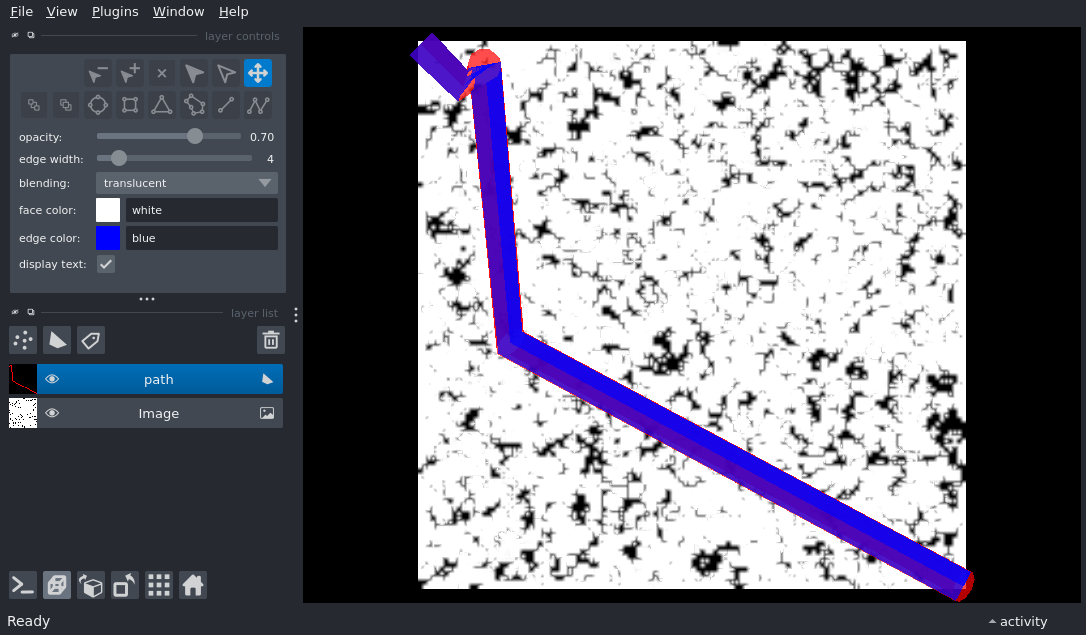 File View Plugins Window Help
layer controls
opacity: 0.70
edge width: 4
blending: translucent
face color: white
edge color: blue
display text:
layer list
path
Image
Ready
activity